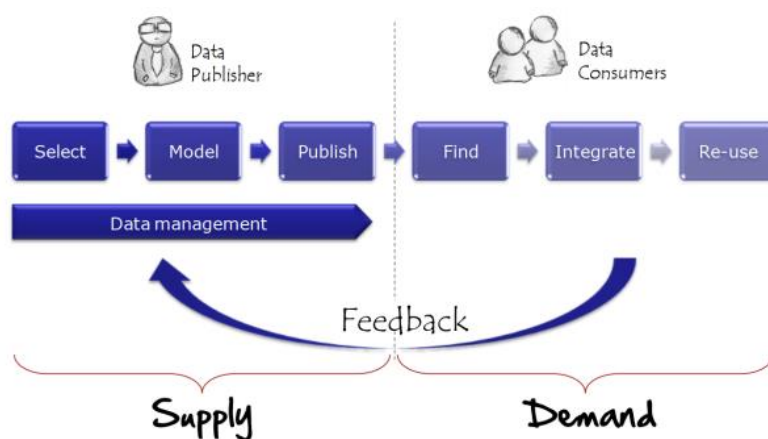 Data
Publisher
Data
Consumers
Select
Model
Publish
Find
Integrate
Re-use
Data management
Feedback
Supply
Demand